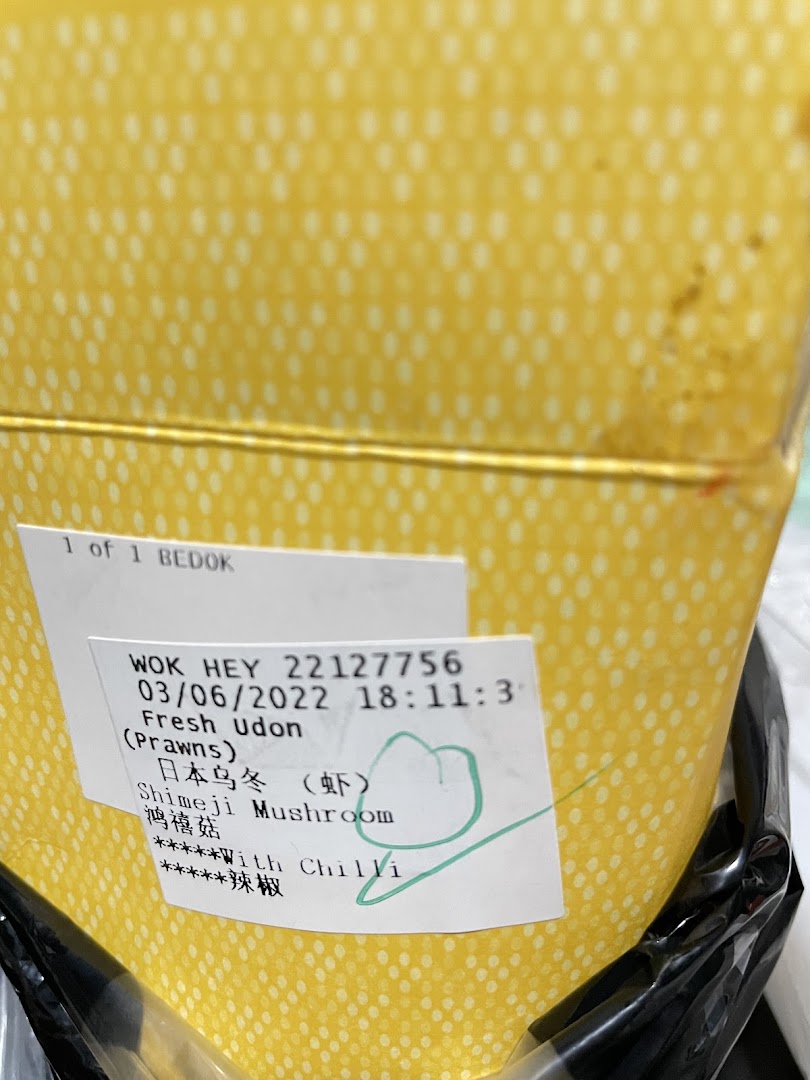 1 of 1 BEDOK
WOK HEY 22127756
03/06/2022 18:11:3
Fresh Udon
(Prawns)
日本乌冬 （虾）
Shimeji Mushroom
鸿禧菇
*****With Chilli
*****辣椒